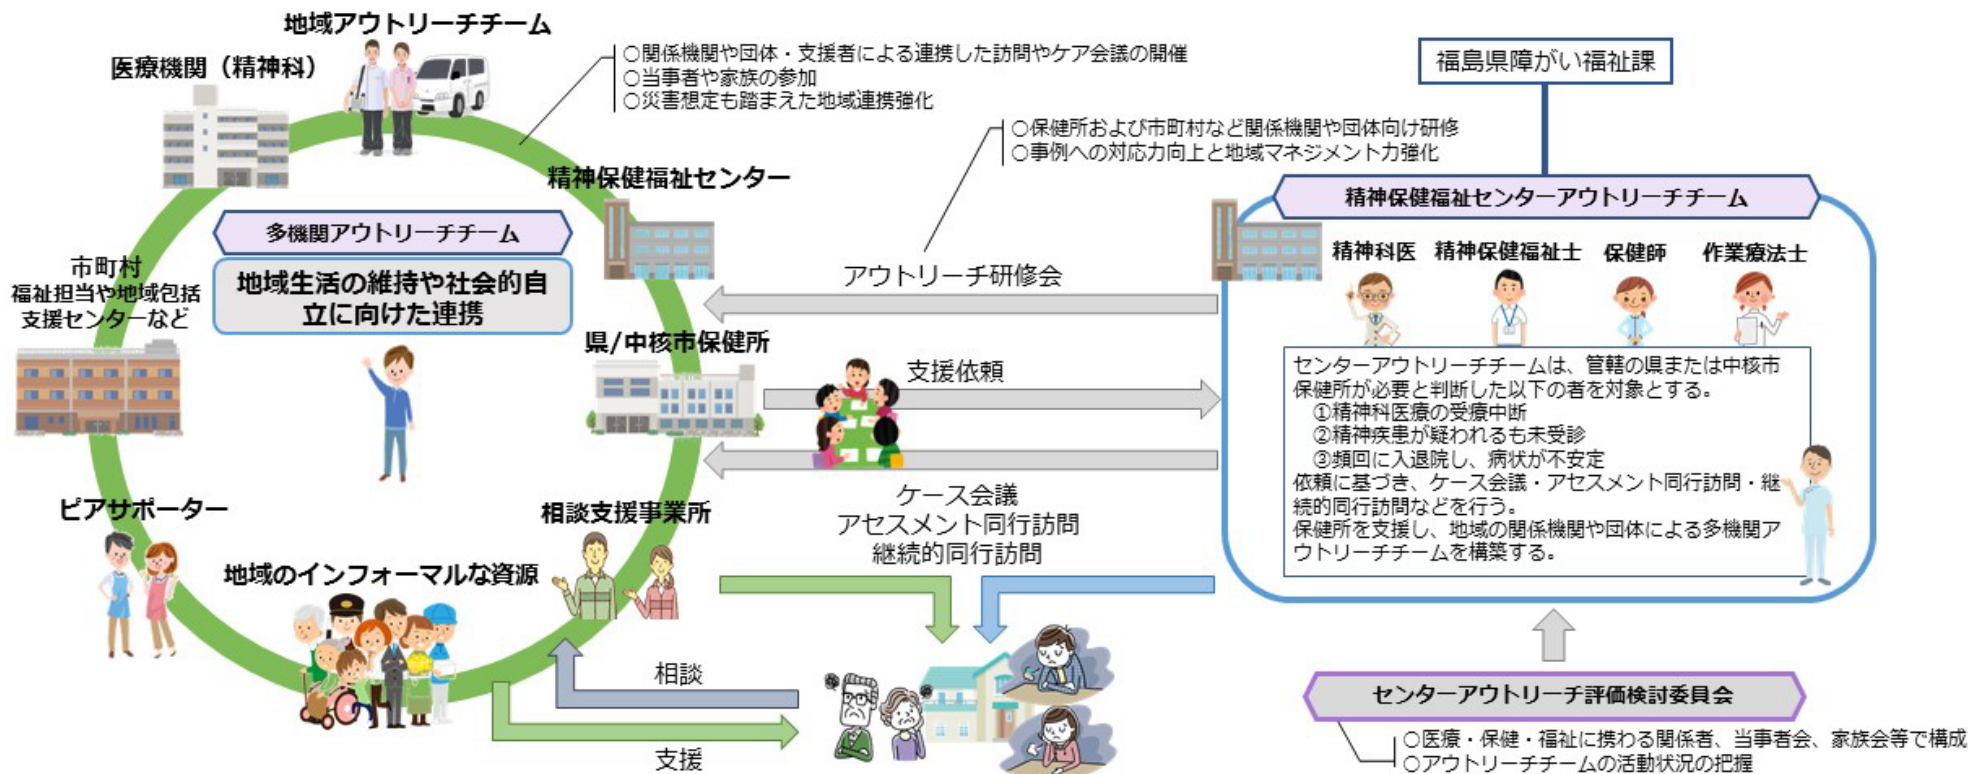 地域アウトリーチチーム
医療機関（精神科）
○関係機関や団体・支援者による連携した訪問やケア会議の開催
○当事者や家族の参加
○災害想定も踏まえた地域連携強化
福島県障がい福祉課
○保健所および市町村など関係機関や団体向け研修
○事例への対応力向上と地域マネジメント力強化
精神保健福祉センター
精神保健福祉センターアウトリーチチーム
多機関アウトリーチチーム
地域生活の維持や社会的自
立に向けた連携
市町村
福祉担当や地域包括
支援センターなど
アウトリーチ研修会
精神科医
精神保健福祉士
保健師
作業療法士
県/中核市保健所
支援依頼
センターアウトリーチチームは、管轄の県または中核市
保健所が必要と判断した以下の者を対象とする。
①精神科医療の受療中断
②精神疾患が疑われるも未受診
③頻回に入退院し、病状が不安定
依頼に基づき、ケース会議・アセスメント同行訪問・継
続的同行訪問などを行う。
保健所を支援し、地域の関係機関や団体による多機関ア
ウトリーチチームを構築する。
ケース会議
アセスメント同行訪問
継続的同行訪問
ピアサポーター
相談支援事業所
地域のインフォーマルな資源
相談
支援
センターアウトリーチ評価検討委員会
○医療・保健・福祉に携わる関係者、当事者会、家族会等で構成
○アウトリーチチームの活動状況の把握